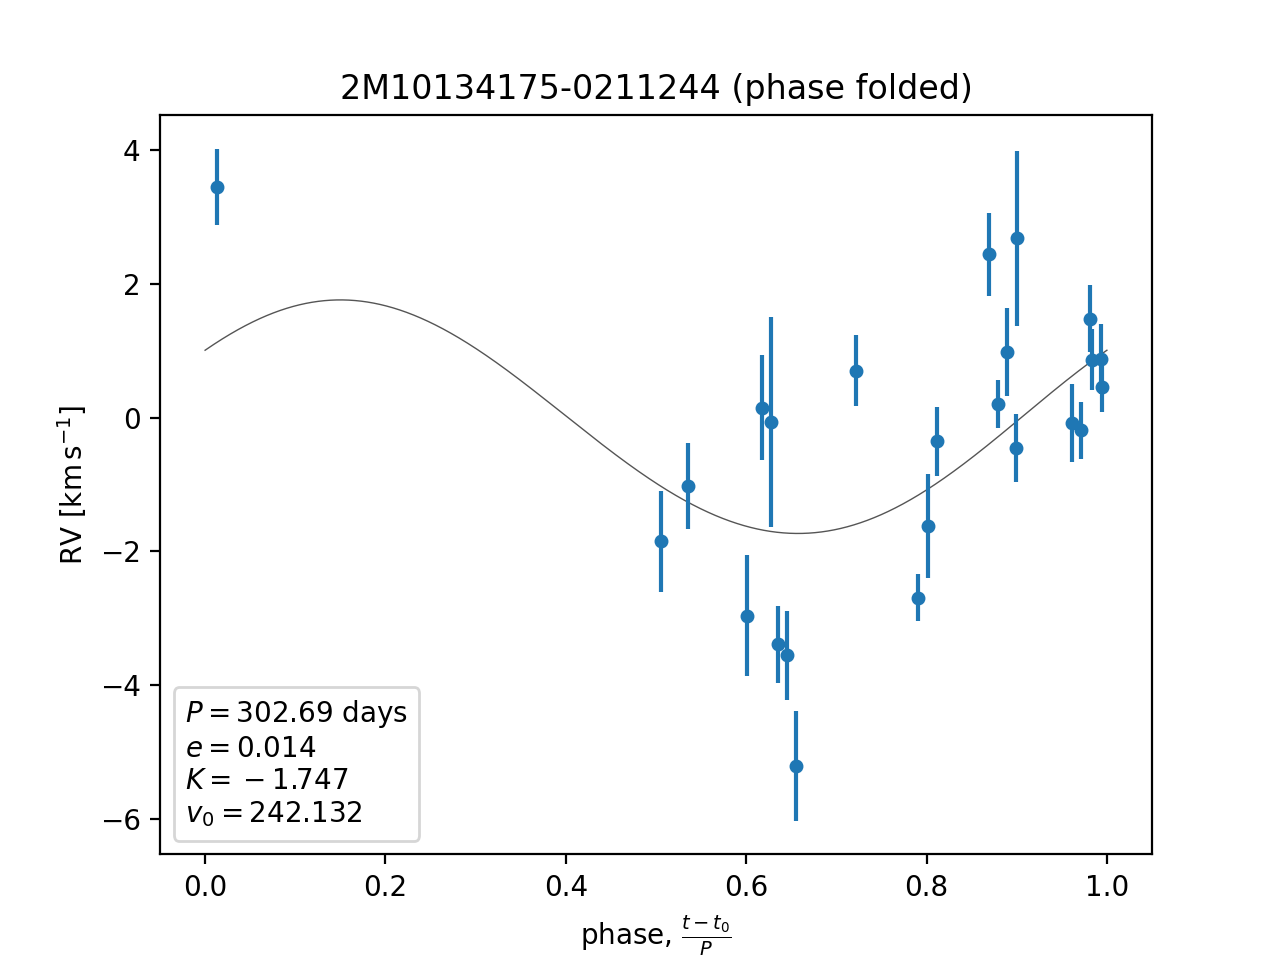 2M10134175-0211244 (phase folded)
4
2
0
−2
−4
−6
RV [km s⁻¹]
P = 302.69 days
e = 0.014
K = −1.747
v₀ = 242.132
0.0 0.2 0.4 0.6 0.8 1.0
phase, (t − t₀)/P